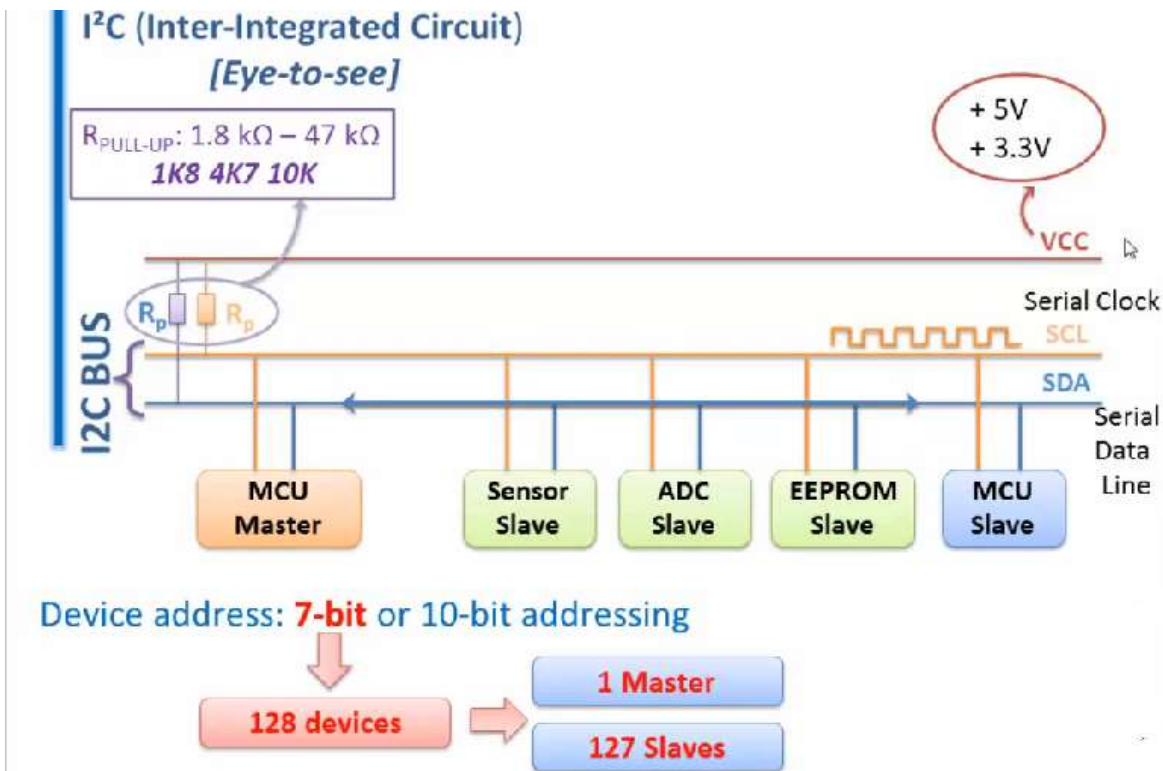 I²C (Inter-Integrated Circuit)
[Eye-to-see]
R_PULL-UP: 1.8 kΩ – 47 kΩ
1K8 4K7 10K
+ 5V
+ 3.3V
VCC
Rp Rp
Serial Clock
SCL
SDA
Serial
Data
Line
I2C BUS
MCU
Master
Sensor
Slave
ADC
Slave
EEPROM
Slave
MCU
Slave
Device address: 7-bit or 10-bit addressing
128 devices
1 Master
127 Slaves